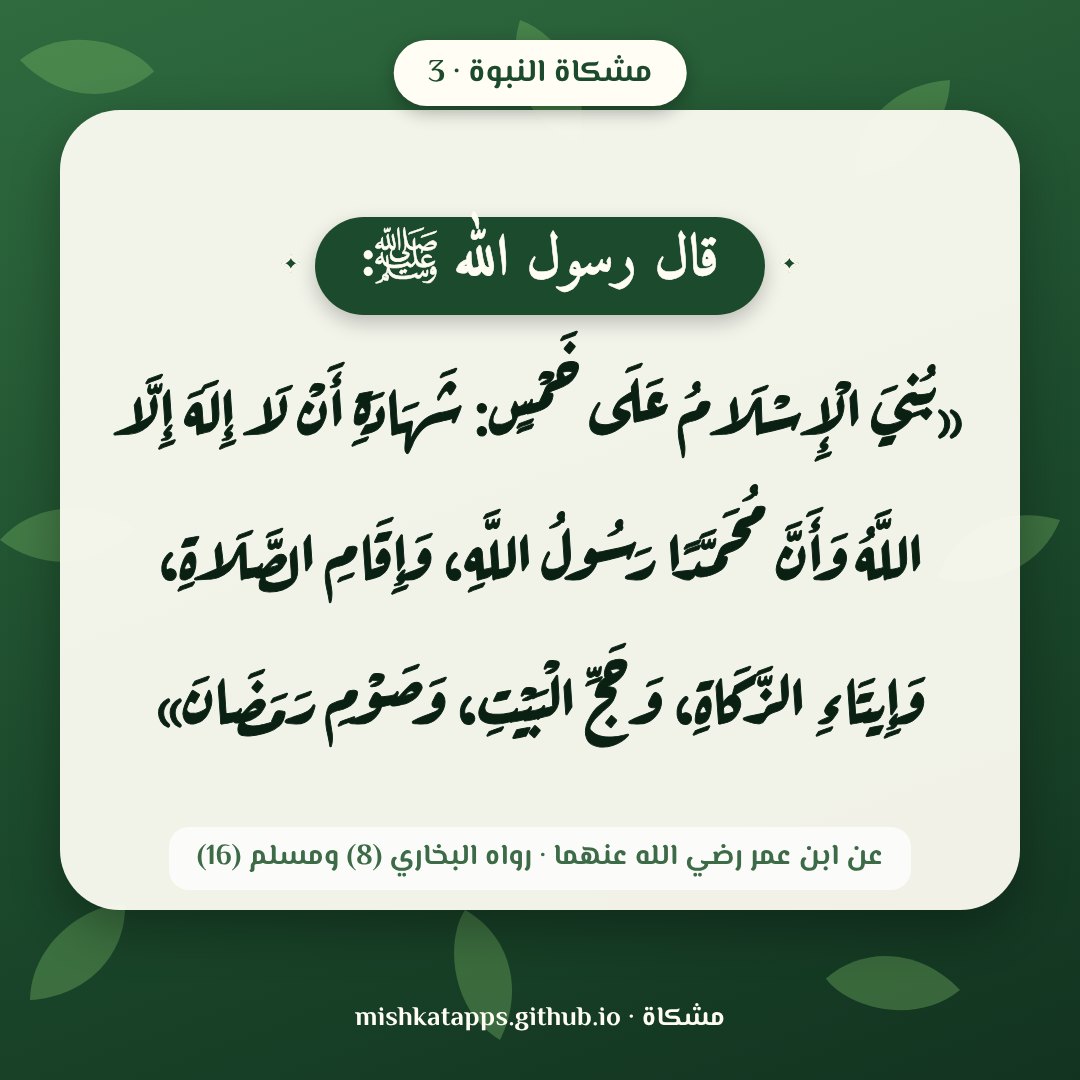 مشكاة النبوة · 3
قال رسول الله ﷺ:
«بُنِيَ الْإِسْلَامُ عَلَى خَمْسٍ: شَهَادَةِ أَنْ لَا إِلَهَ إِلَّا
اللَّهُ وَأَنَّ مُحَمَّدًا رَسُولُ اللَّهِ، وَإِقَامِ الصَّلَاةِ،
وَإِيتَاءِ الزَّكَاةِ، وَحَجِّ الْبَيْتِ، وَصَوْمِ رَمَضَانَ»
عن ابن عمر رضي الله عنهما · رواه البخاري (8) ومسلم (16)
مشكاة · mishkatapps.github.io